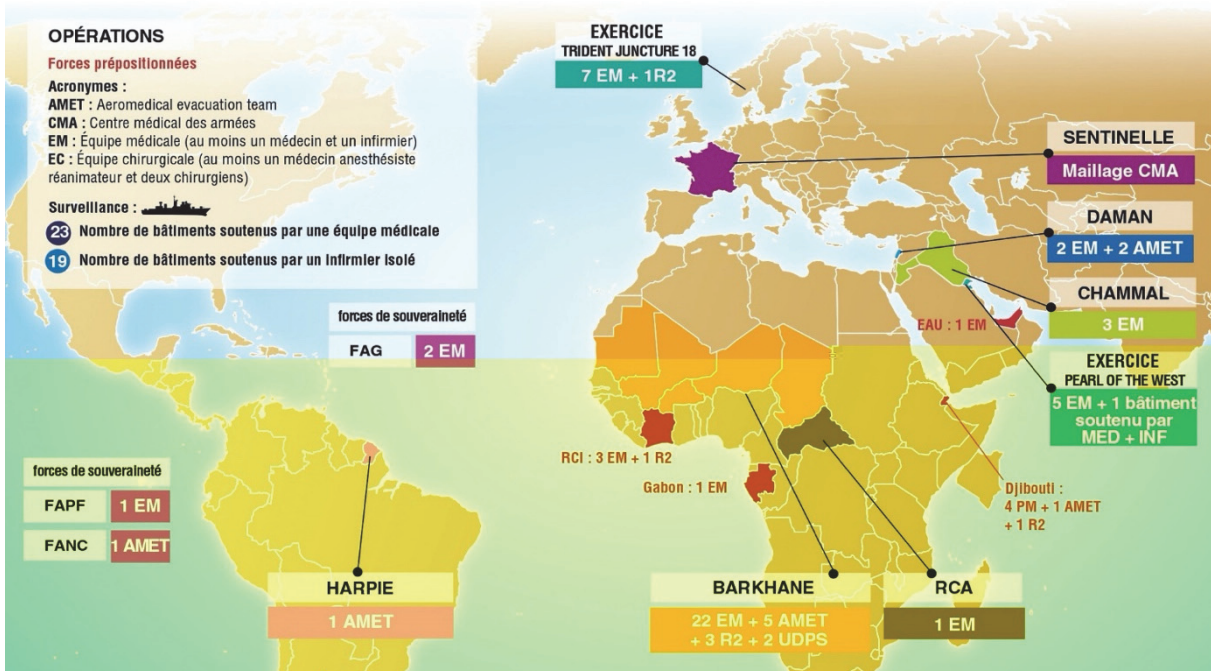 OPÉRATIONS
Forces prépositionnées
Acronymes :
AMET : Aeromedical evacuation team
CMA : Centre médical des armées
EM : Équipe médicale (au moins un médecin et un infirmier)
EC : Équipe chirurgicale (au moins un médecin anesthésiste
réanimateur et deux chirurgiens)
Surveillance :
23 Nombre de bâtiments soutenus par une équipe médicale
19 Nombre de bâtiments soutenus par un infirmier isolé
EXERCICE
TRIDENT JUNCTURE 18
7 EM + 1R2
SENTINELLE
Maillage CMA
DAMAN
2 EM + 2 AMET
CHAMMAL
3 EM
EAU : 1 EM
EXERCICE
PEARL OF THE WEST
5 EM + 1 bâtiment
soutenu par
MED + INF
forces de souveraineté
FAG 2 EM
RCI : 3 EM + 1 R2
Gabon : 1 EM
Djibouti :
4 PM + 1 AMET
+ 1 R2
forces de souveraineté
FAPF 1 EM
FANC 1 AMET
HARPIE
1 AMET
BARKHANE
22 EM + 5 AMET
+ 3 R2 + 2 UDPS
RCA
1 EM